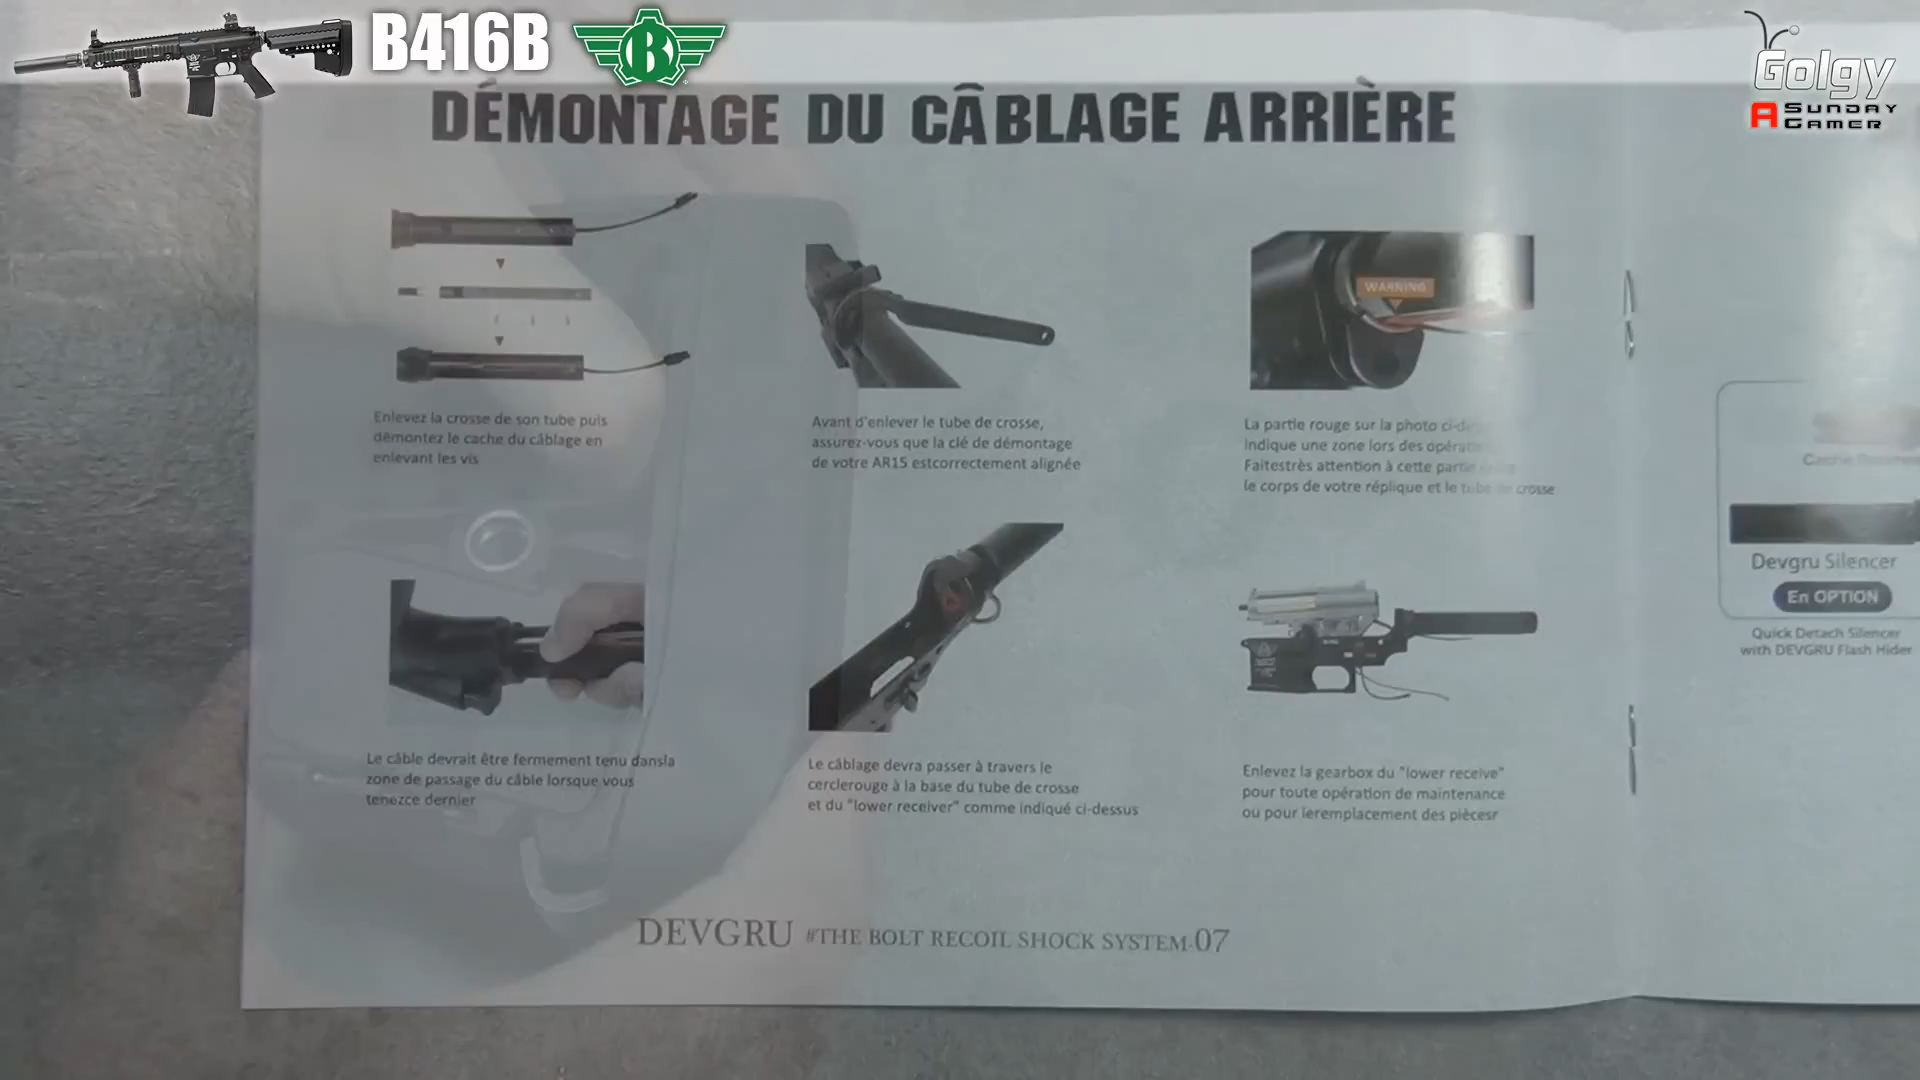 B416B
B
Golgy
A SUNDAY
GAMER
DÉMONTAGE DU CÂBLAGE ARRIÈRE
Enlevez la crosse de son tube puis
démontez le cache du câblage en
enlevant les vis
Avant d'enlever le tube de crosse,
assurez-vous que la clé de démontage
de votre AR15 estcorrectement alignée
WARNING
La partie rouge sur la photo
Indique une zone lors des
Faitestrès attention à cette partie
le corps de votre réplique et le tube de crosse
Le câble devrait être fermement tenu dansla
zone de passage du câble lorsque vous
tenezce dernier
Le câblage devra passer à travers le
cerclerouge à la base du tube de crosse
et du "lower receiver" comme indiqué ci-dessus
Enlevez la gearbox du "lower receive"
pour toute opération de maintenance
ou pour leremplacement des piècesr
DEVGRU #THE BOLT RECOIL SHOCK SYSTEM-07
Cache
Devgru Silencer
En OPTION
Quick Detach Silencer
with DEVGRU Flash Hider